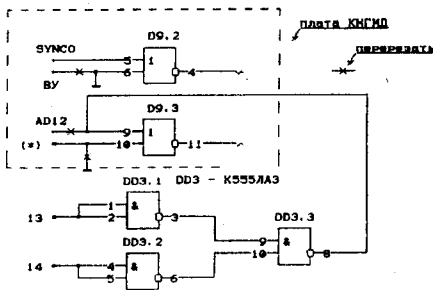 D9.2
плата КНГМД
SYNCO 5 1
ВУ 6 4
перерезать
D9.3
AD12 9 1
(*) 10 11
DD3.1 DD3 - К555ЛА3
13 1 2 & 3
DD3.3
9 & 8
DD3.2 10
14 4 5 & 6